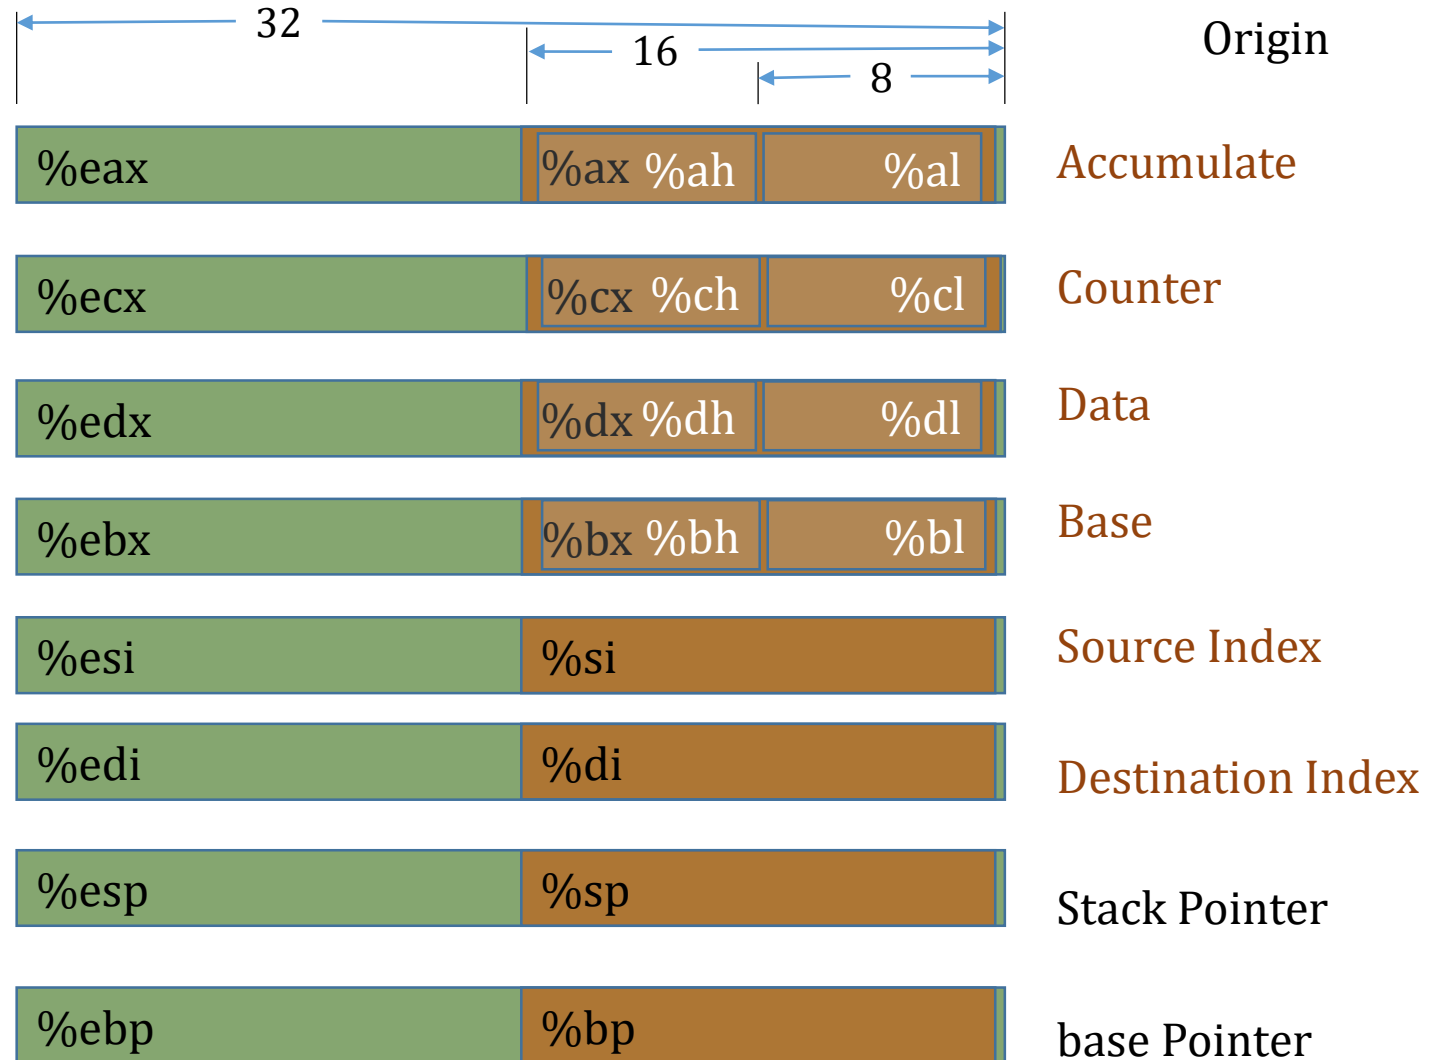 32
16
8
Origin
%eax %ax %ah %al Accumulate
%ecx %cx %ch %cl Counter
%edx %dx %dh %dl Data
%ebx %bx %bh %bl Base
%esi %si Source Index
%edi %di Destination Index
%esp %sp Stack Pointer
%ebp %bp base Pointer